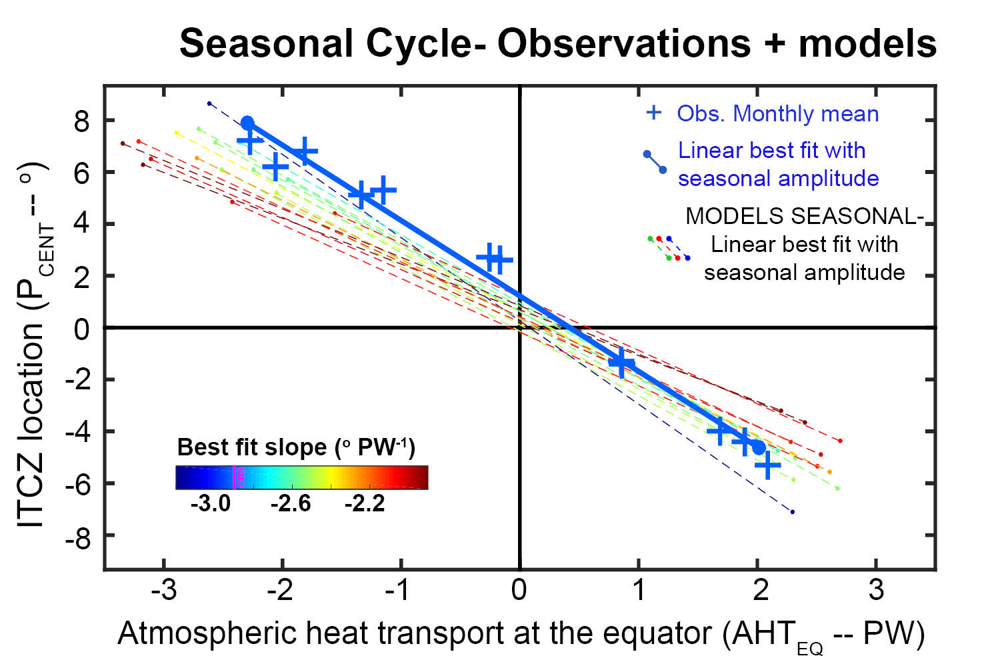 Seasonal Cycle- Observations + models
Obs. Monthly mean
Linear best fit with
seasonal amplitude
MODELS SEASONAL-
Linear best fit with
seasonal amplitude
ITCZ location (PCENT -- º)
8
6
4
2
0
-2
-4
-6
-8
Best fit slope (º PW-1)
OBS
-3.0 -2.6 -2.2
-3 -2 -1 0 1 2 3
Atmospheric heat transport at the equator (AHTEQ -- PW)